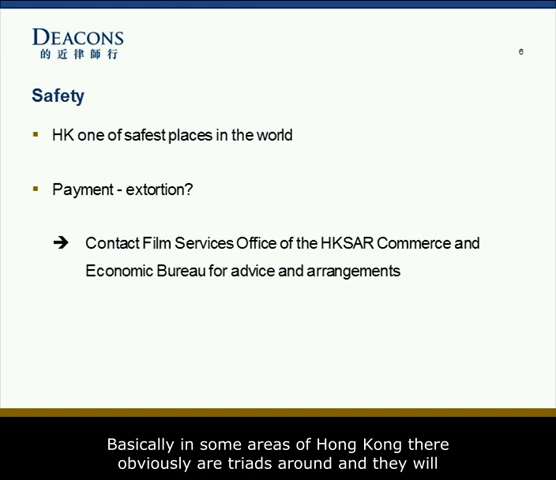 DEACONS
的近律師行
6
Safety
▪ HK one of safest places in the world
▪ Payment - extortion?
➔ Contact Film Services Office of the HKSAR Commerce and
Economic Bureau for advice and arrangements
Basically in some areas of Hong Kong there
obviously are triads around and they will